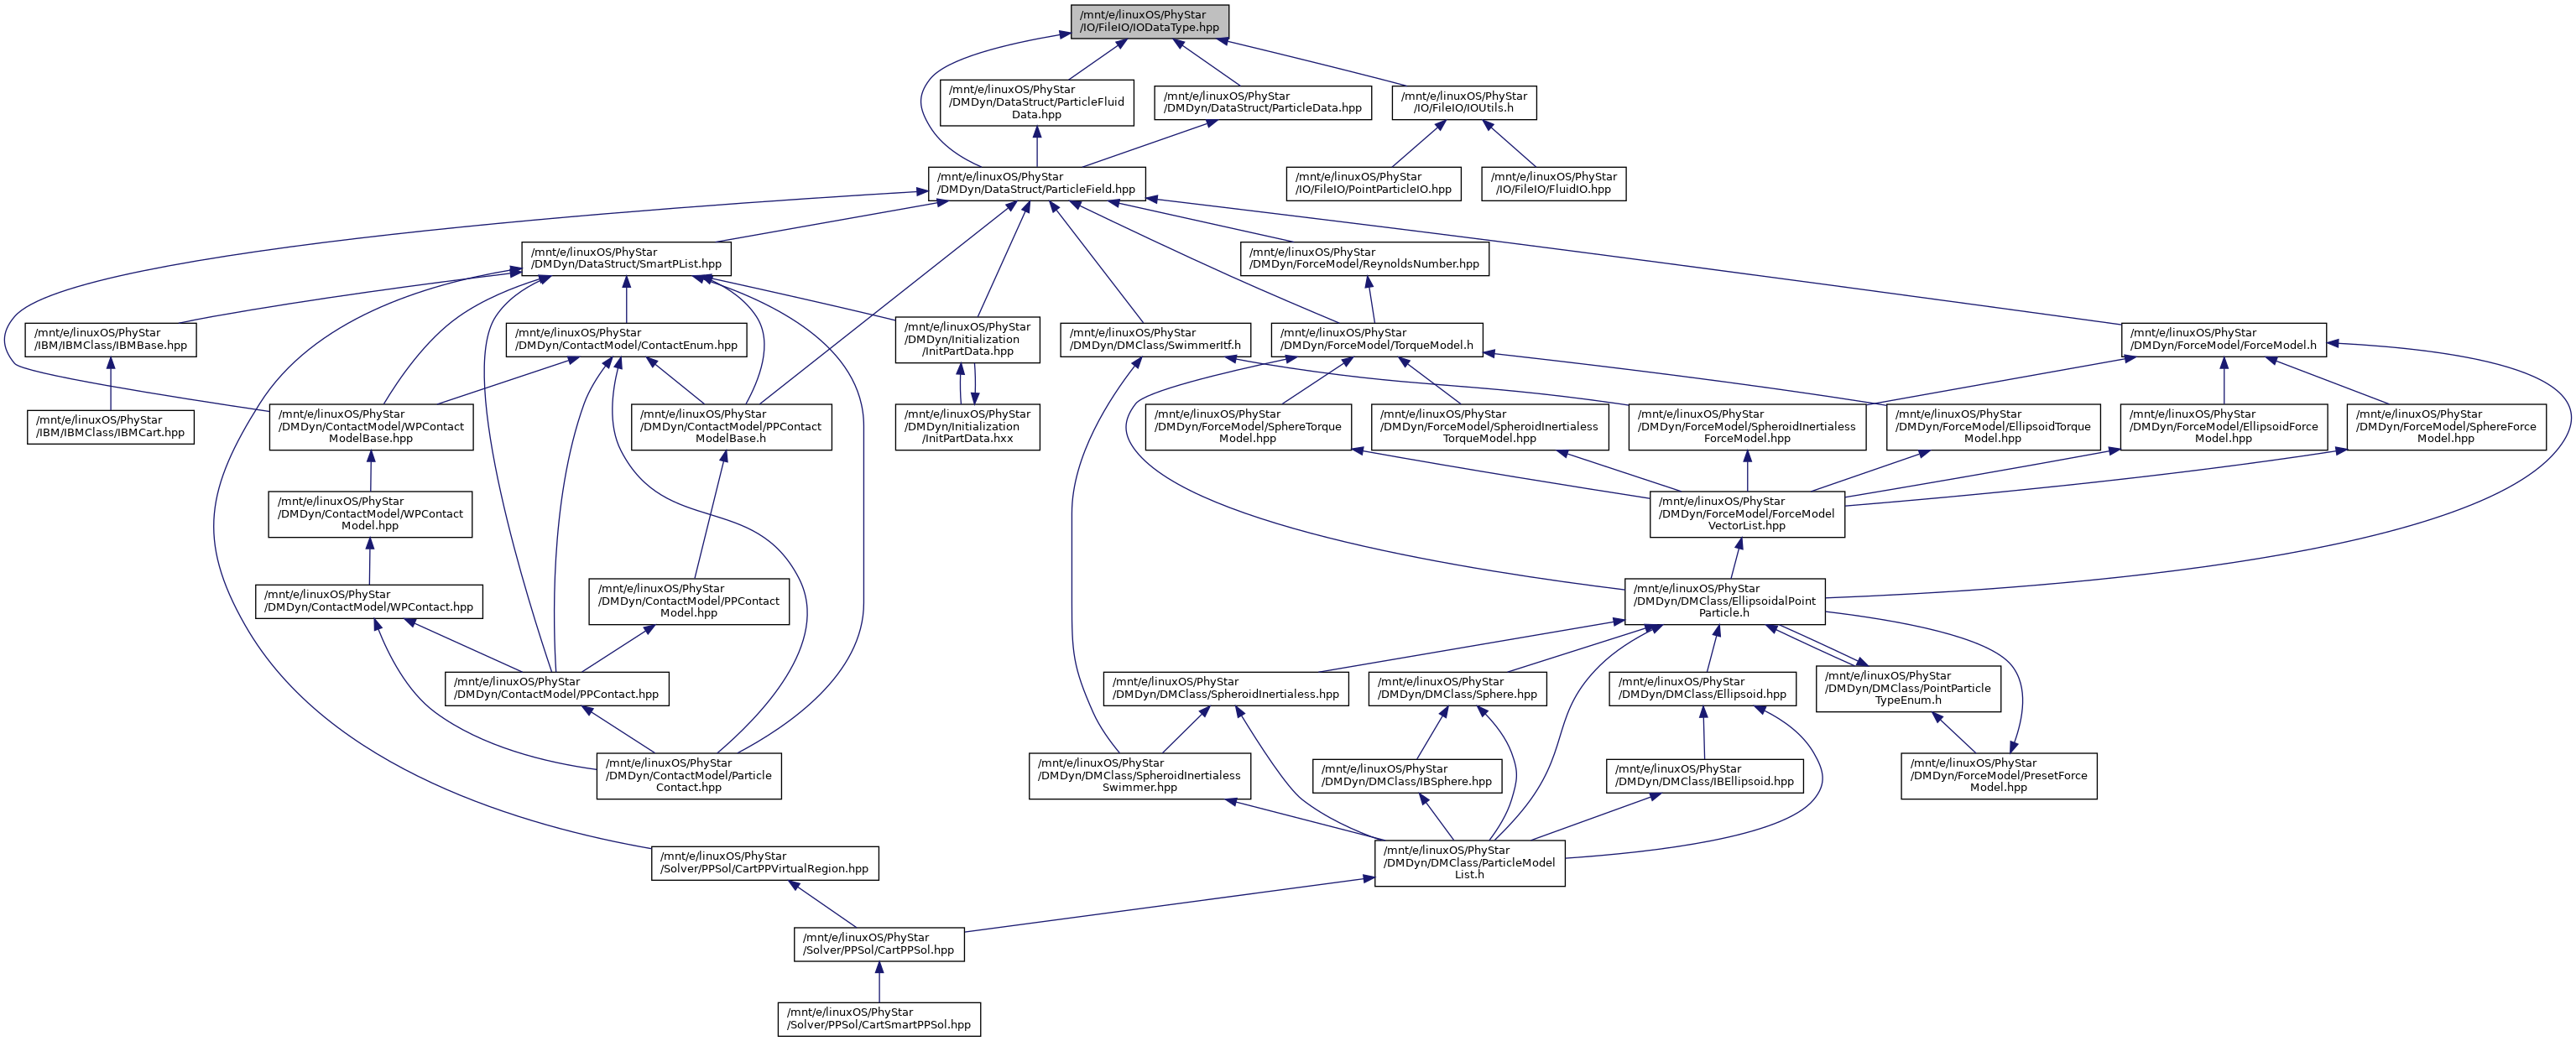 /mnt/e/linuxOS/PhyStar
/IO/FileIO/IODataType.hpp
/mnt/e/linuxOS/PhyStar
/DMDyn/DataStruct/ParticleFluid
Data.hpp
/mnt/e/linuxOS/PhyStar
/DMDyn/DataStruct/ParticleData.hpp
/mnt/e/linuxOS/PhyStar
/IO/FileIO/IOUtils.h
/mnt/e/linuxOS/PhyStar
/DMDyn/DataStruct/ParticleField.hpp
/mnt/e/linuxOS/PhyStar
/IO/FileIO/PointParticleIO.hpp
/mnt/e/linuxOS/PhyStar
/IO/FileIO/FluidIO.hpp
/mnt/e/linuxOS/PhyStar
/DMDyn/DataStruct/SmartPList.hpp
/mnt/e/linuxOS/PhyStar
/DMDyn/ForceModel/ReynoldsNumber.hpp
/mnt/e/linuxOS/PhyStar
/IBM/IBMClass/IBMBase.hpp
/mnt/e/linuxOS/PhyStar
/DMDyn/ContactModel/ContactEnum.hpp
/mnt/e/linuxOS/PhyStar
/DMDyn/Initialization
/InitPartData.hpp
/mnt/e/linuxOS/PhyStar
/DMDyn/DMClass/SwimmerItf.h
/mnt/e/linuxOS/PhyStar
/DMDyn/ForceModel/TorqueModel.h
/mnt/e/linuxOS/PhyStar
/DMDyn/ForceModel/ForceModel.h
/mnt/e/linuxOS/PhyStar
/IBM/IBMClass/IBMCart.hpp
/mnt/e/linuxOS/PhyStar
/DMDyn/ContactModel/WPContact
ModelBase.hpp
/mnt/e/linuxOS/PhyStar
/DMDyn/ContactModel/PPContact
ModelBase.h
/mnt/e/linuxOS/PhyStar
/DMDyn/Initialization
/InitPartData.hxx
/mnt/e/linuxOS/PhyStar
/DMDyn/ForceModel/SphereTorque
Model.hpp
/mnt/e/linuxOS/PhyStar
/DMDyn/ForceModel/SpheroidInertialess
TorqueModel.hpp
/mnt/e/linuxOS/PhyStar
/DMDyn/ForceModel/SpheroidInertialess
ForceModel.hpp
/mnt/e/linuxOS/PhyStar
/DMDyn/ForceModel/EllipsoidTorque
Model.hpp
/mnt/e/linuxOS/PhyStar
/DMDyn/ForceModel/EllipsoidForce
Model.hpp
/mnt/e/linuxOS/PhyStar
/DMDyn/ForceModel/SphereForce
Model.hpp
/mnt/e/linuxOS/PhyStar
/DMDyn/ContactModel/WPContact
Model.hpp
/mnt/e/linuxOS/PhyStar
/DMDyn/ForceModel/ForceModel
VectorList.hpp
/mnt/e/linuxOS/PhyStar
/DMDyn/ContactModel/WPContact.hpp
/mnt/e/linuxOS/PhyStar
/DMDyn/ContactModel/PPContact
Model.hpp
/mnt/e/linuxOS/PhyStar
/DMDyn/DMClass/EllipsoidalPoint
Particle.h
/mnt/e/linuxOS/PhyStar
/DMDyn/ContactModel/PPContact.hpp
/mnt/e/linuxOS/PhyStar
/DMDyn/DMClass/SpheroidInertialess.hpp
/mnt/e/linuxOS/PhyStar
/DMDyn/DMClass/Sphere.hpp
/mnt/e/linuxOS/PhyStar
/DMDyn/DMClass/Ellipsoid.hpp
/mnt/e/linuxOS/PhyStar
/DMDyn/DMClass/PointParticle
TypeEnum.h
/mnt/e/linuxOS/PhyStar
/DMDyn/ContactModel/Particle
Contact.hpp
/mnt/e/linuxOS/PhyStar
/DMDyn/DMClass/SpheroidInertialess
Swimmer.hpp
/mnt/e/linuxOS/PhyStar
/DMDyn/DMClass/IBSphere.hpp
/mnt/e/linuxOS/PhyStar
/DMDyn/DMClass/IBEllipsoid.hpp
/mnt/e/linuxOS/PhyStar
/DMDyn/ForceModel/PresetForce
Model.hpp
/mnt/e/linuxOS/PhyStar
/Solver/PPSol/CartPPVirtualRegion.hpp
/mnt/e/linuxOS/PhyStar
/DMDyn/DMClass/ParticleModel
List.h
/mnt/e/linuxOS/PhyStar
/Solver/PPSol/CartPPSol.hpp
/mnt/e/linuxOS/PhyStar
/Solver/PPSol/CartSmartPPSol.hpp